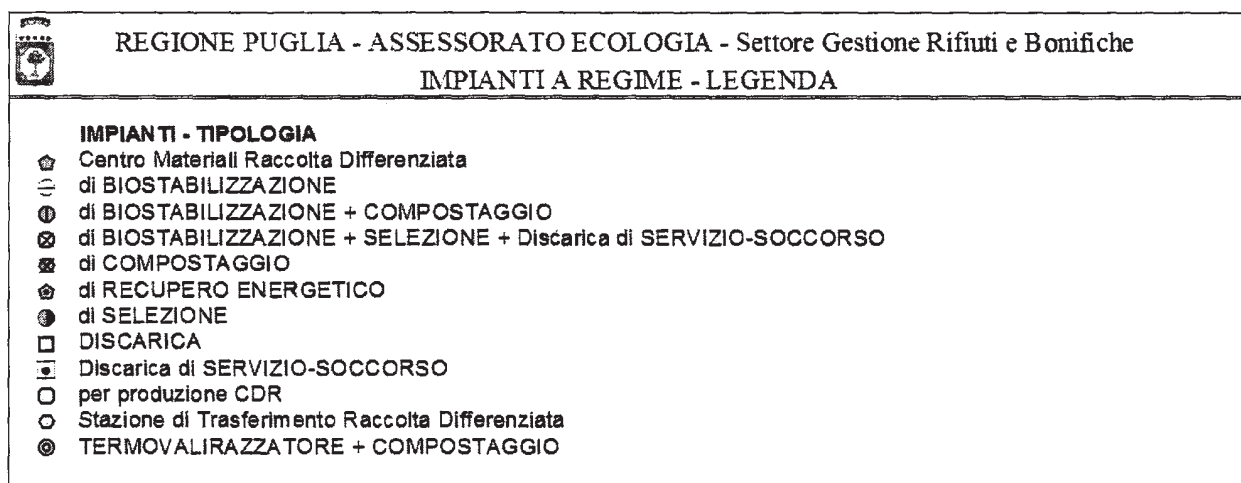 REGIONE PUGLIA - ASSESSORATO ECOLOGIA - Settore Gestione Rifiuti e Bonifiche
IMPIANTI A REGIME - LEGENDA
IMPIANTI - TIPOLOGIA
Centro Materiali Raccolta Differenziata
di BIOSTABILIZZAZIONE
di BIOSTABILIZZAZIONE + COMPOSTAGGIO
di BIOSTABILIZZAZIONE + SELEZIONE + Discarica di SERVIZIO-SOCCORSO
di COMPOSTAGGIO
di RECUPERO ENERGETICO
di SELEZIONE
DISCARICA
Discarica di SERVIZIO-SOCCORSO
per produzione CDR
Stazione di Trasferimento Raccolta Differenziata
TERMOVALIRAZZATORE + COMPOSTAGGIO